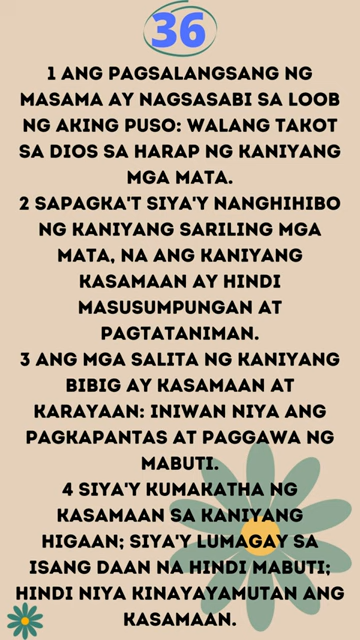 36
1 ANG PAGSALANGSANG NG
MASAMA AY NAGSASABI SA LOOB
NG AKING PUSO: WALANG TAKOT
SA DIOS SA HARAP NG KANIYANG
MGA MATA.
2 SAPAGKA'T SIYA'Y NANGHIHIBO
NG KANIYANG SARILING MGA
MATA, NA ANG KANIYANG
KASAMAAN AY HINDI
MASUSUMPUNGAN AT
PAGTATANIMAN.
3 ANG MGA SALITA NG KANIYANG
BIBIG AY KASAMAAN AT
KARAYAAN: INIWAN NIYA ANG
PAGKAPANTAS AT PAGGAWA NG
MABUTI.
4 SIYA'Y KUMAKATHA NG
KASAMAAN SA KANIYANG
HIGAAN; SIYA'Y LUMAGAY SA
ISANG DAAN NA HINDI MABUTI;
HINDI NIYA KINAYAYAMUTAN ANG
KASAMAAN.